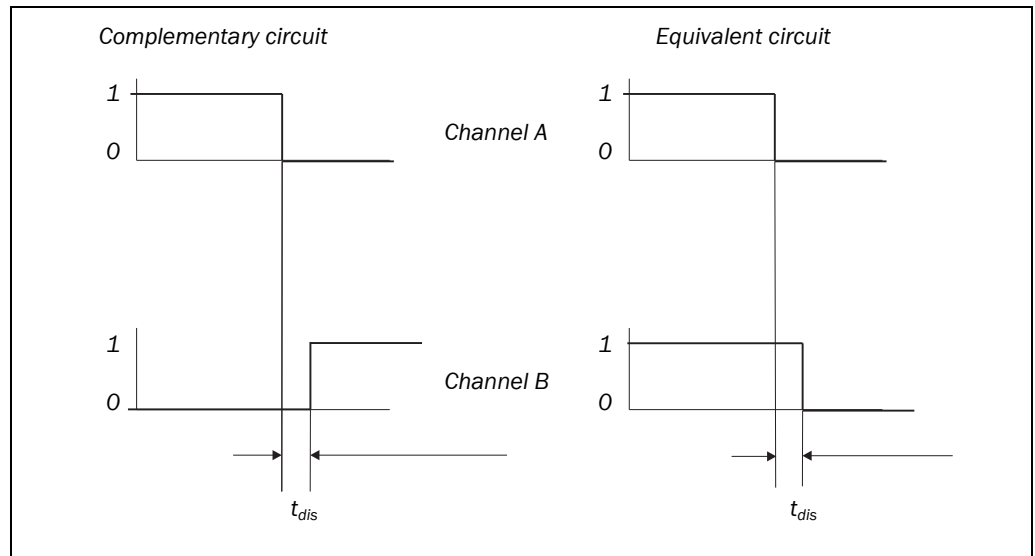 Complementary circuit
Equivalent circuit
1
0
Channel A
1
0
1
0
Channel B
1
0
tdis
tdis